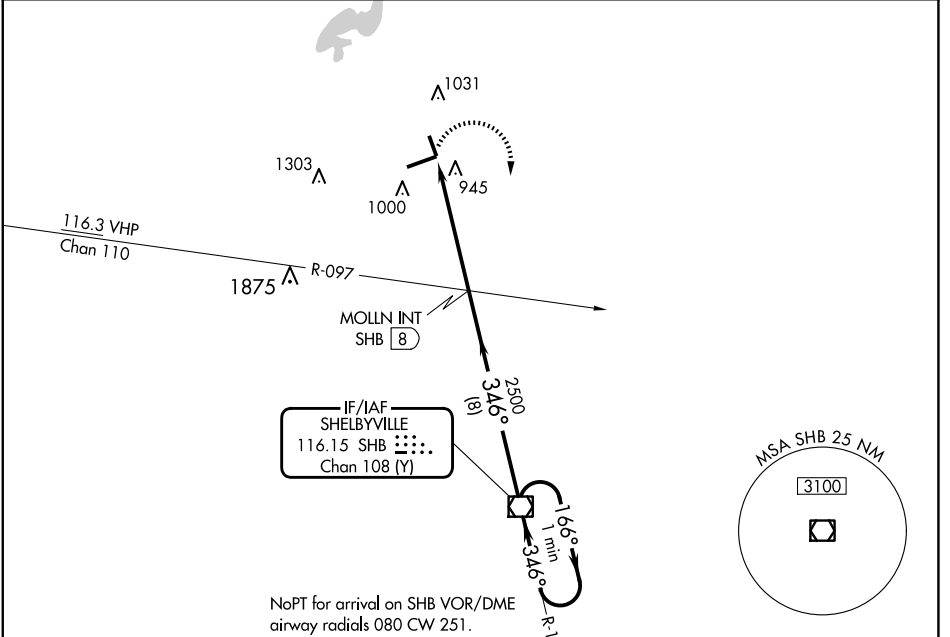 1031
1303
1000
945
116.3 VHP
Chan 110
R-097
1875
MOLLN INT
SHB 8
2500
346°
(8)
IF/IAF
SHELBYVILLE
116.15 SHB
Chan 108 (Y)
MSA SHB 25 NM
3100
166°
1 min
346°
NoPT for arrival on SHB VOR/DME
airway radials 080 CW 251.